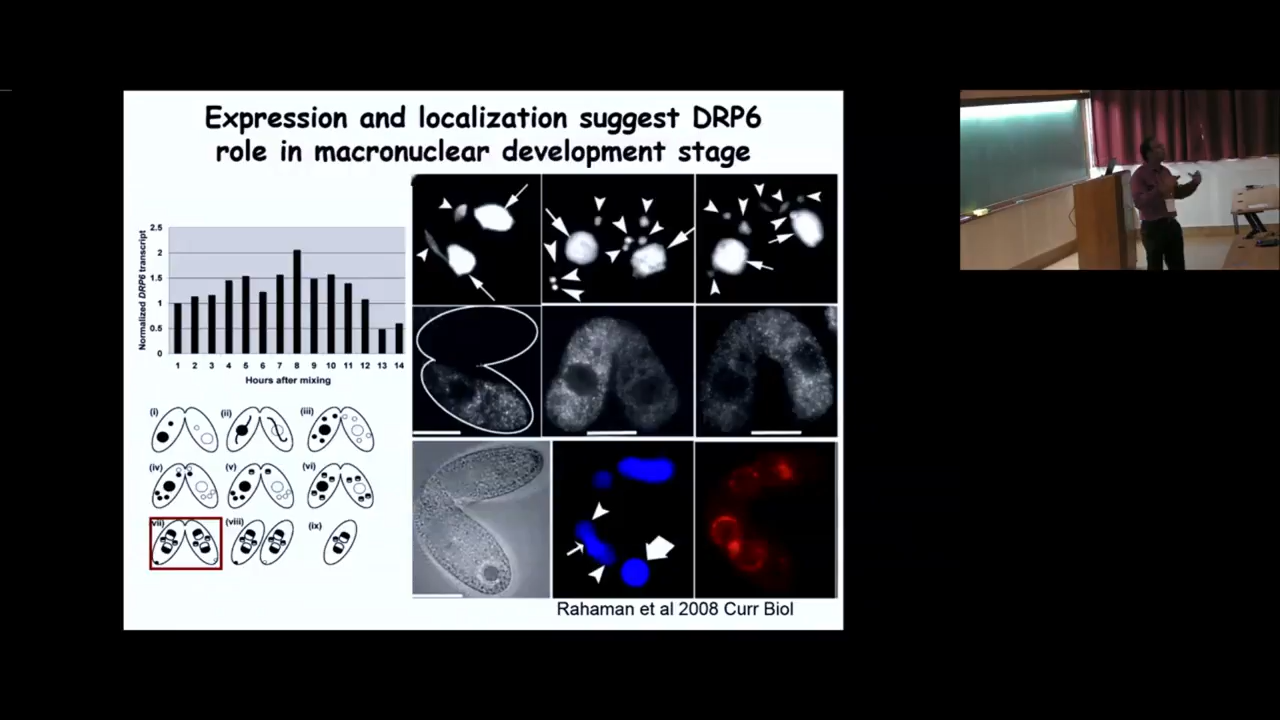 Expression and localization suggest DRP6
role in macronuclear development stage
Normalized DRP6 transcript
2.5
2
1.5
1
0.5
0
1 2 3 4 5 6 7 8 9 10 11 12 13 14
Hours after mixing
(i) (ii) (iii)
(iv) (v) (vi)
vii) (viii) (ix)
Rahaman et al 2008 Curr Biol